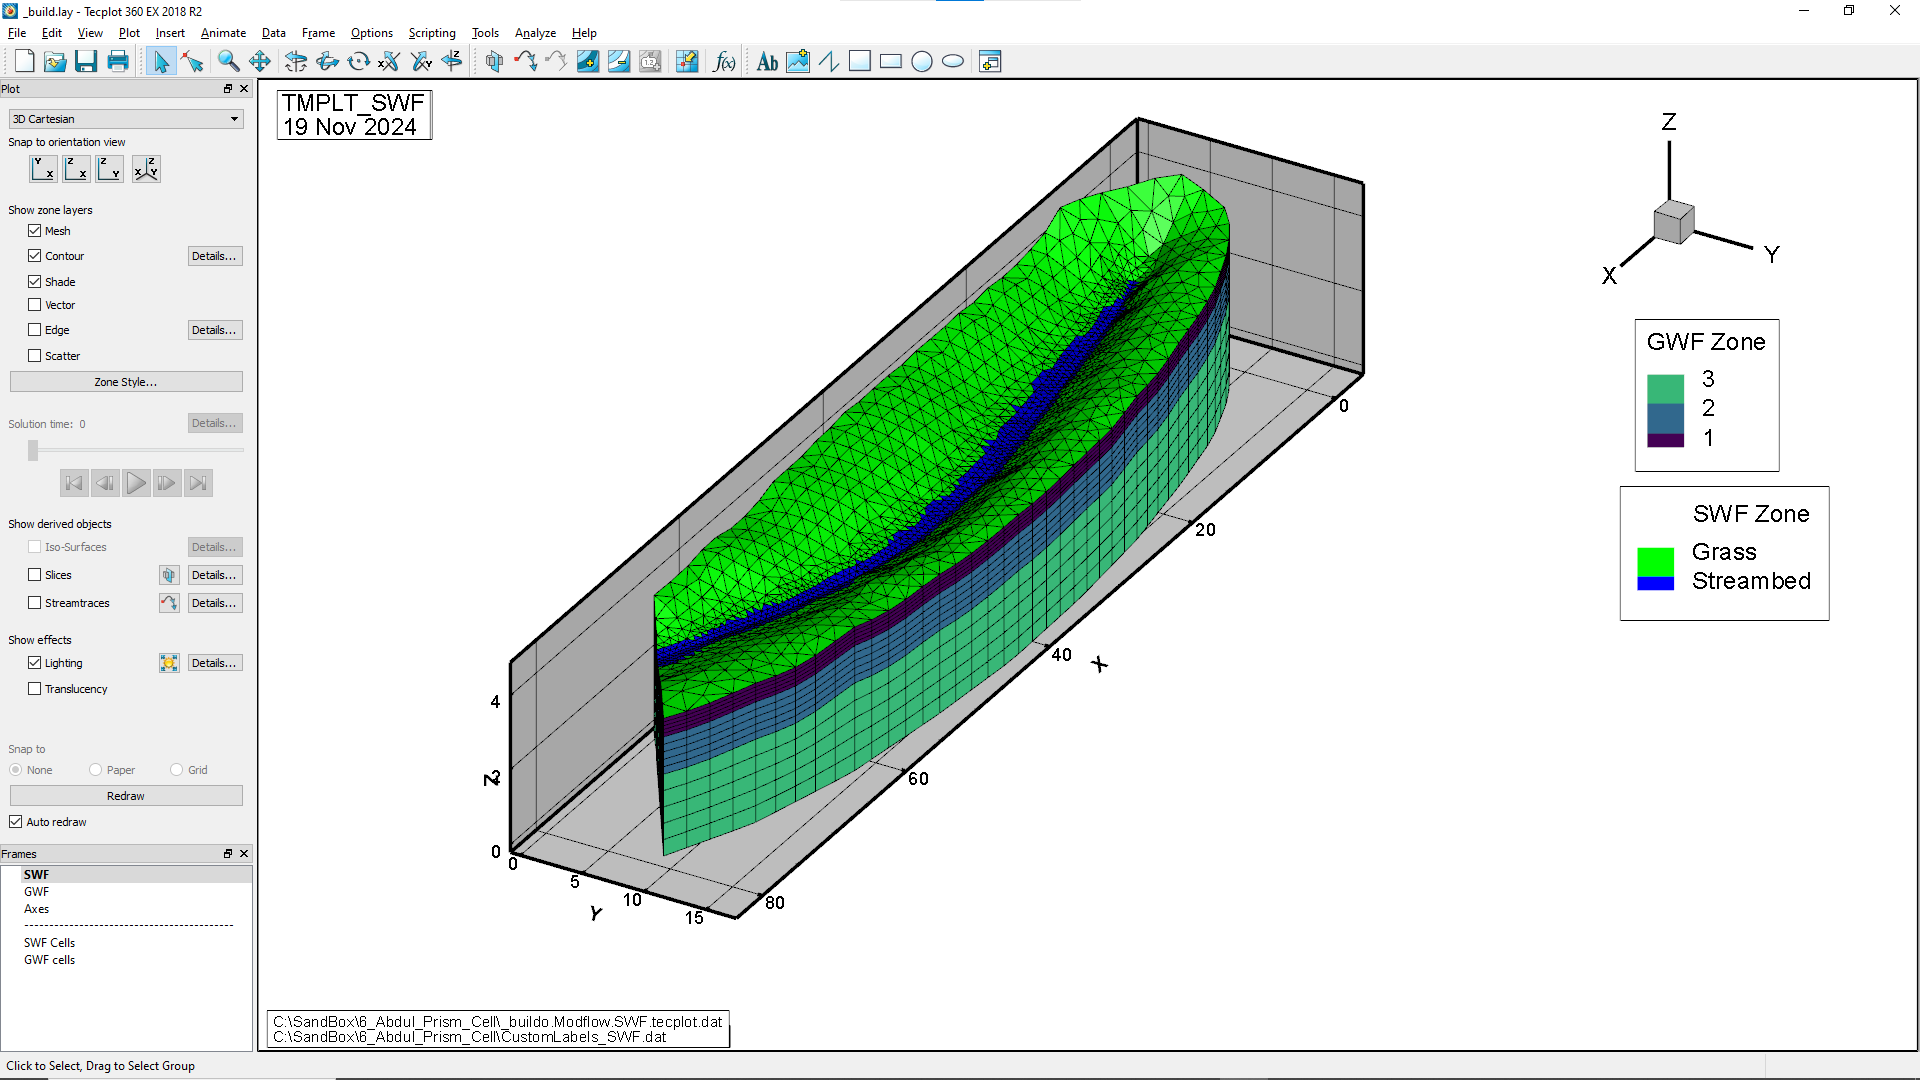 _build.lay - Tecplot 360 EX 2018 R2
File Edit View Plot Insert Animate Data Frame Options Scripting Tools Analyze Help
Plot
3D Cartesian
Snap to orientation view
Y X Z X Z Y Z X Y
Show zone layers
Mesh
Contour Details...
Shade
Vector
Edge Details...
Scatter
Zone Style...
Solution time: 0 Details...
Show derived objects
Iso-Surfaces Details...
Slices Details...
Streamtraces Details...
Show effects
Lighting Details...
Translucency
Snap to
None Paper Grid
Redraw
Auto redraw
Frames
SWF
GWF
Axes
SWF Cells
GWF cells
Click to Select, Drag to Select Group
f(x) Ab
TMPLT_SWF
19 Nov 2024
Z
X
Y
GWF Zone
3
2
1
SWF Zone
Grass
Streambed
0
20
40
60
80
X
4
2
0
Z
0
5
10
15
Y
C:\SandBox\6_Abdul_Prism_Cell\_buildo.Modflow.SWF.tecplot.dat
C:\SandBox\6_Abdul_Prism_Cell\CustomLabels_SWF.dat